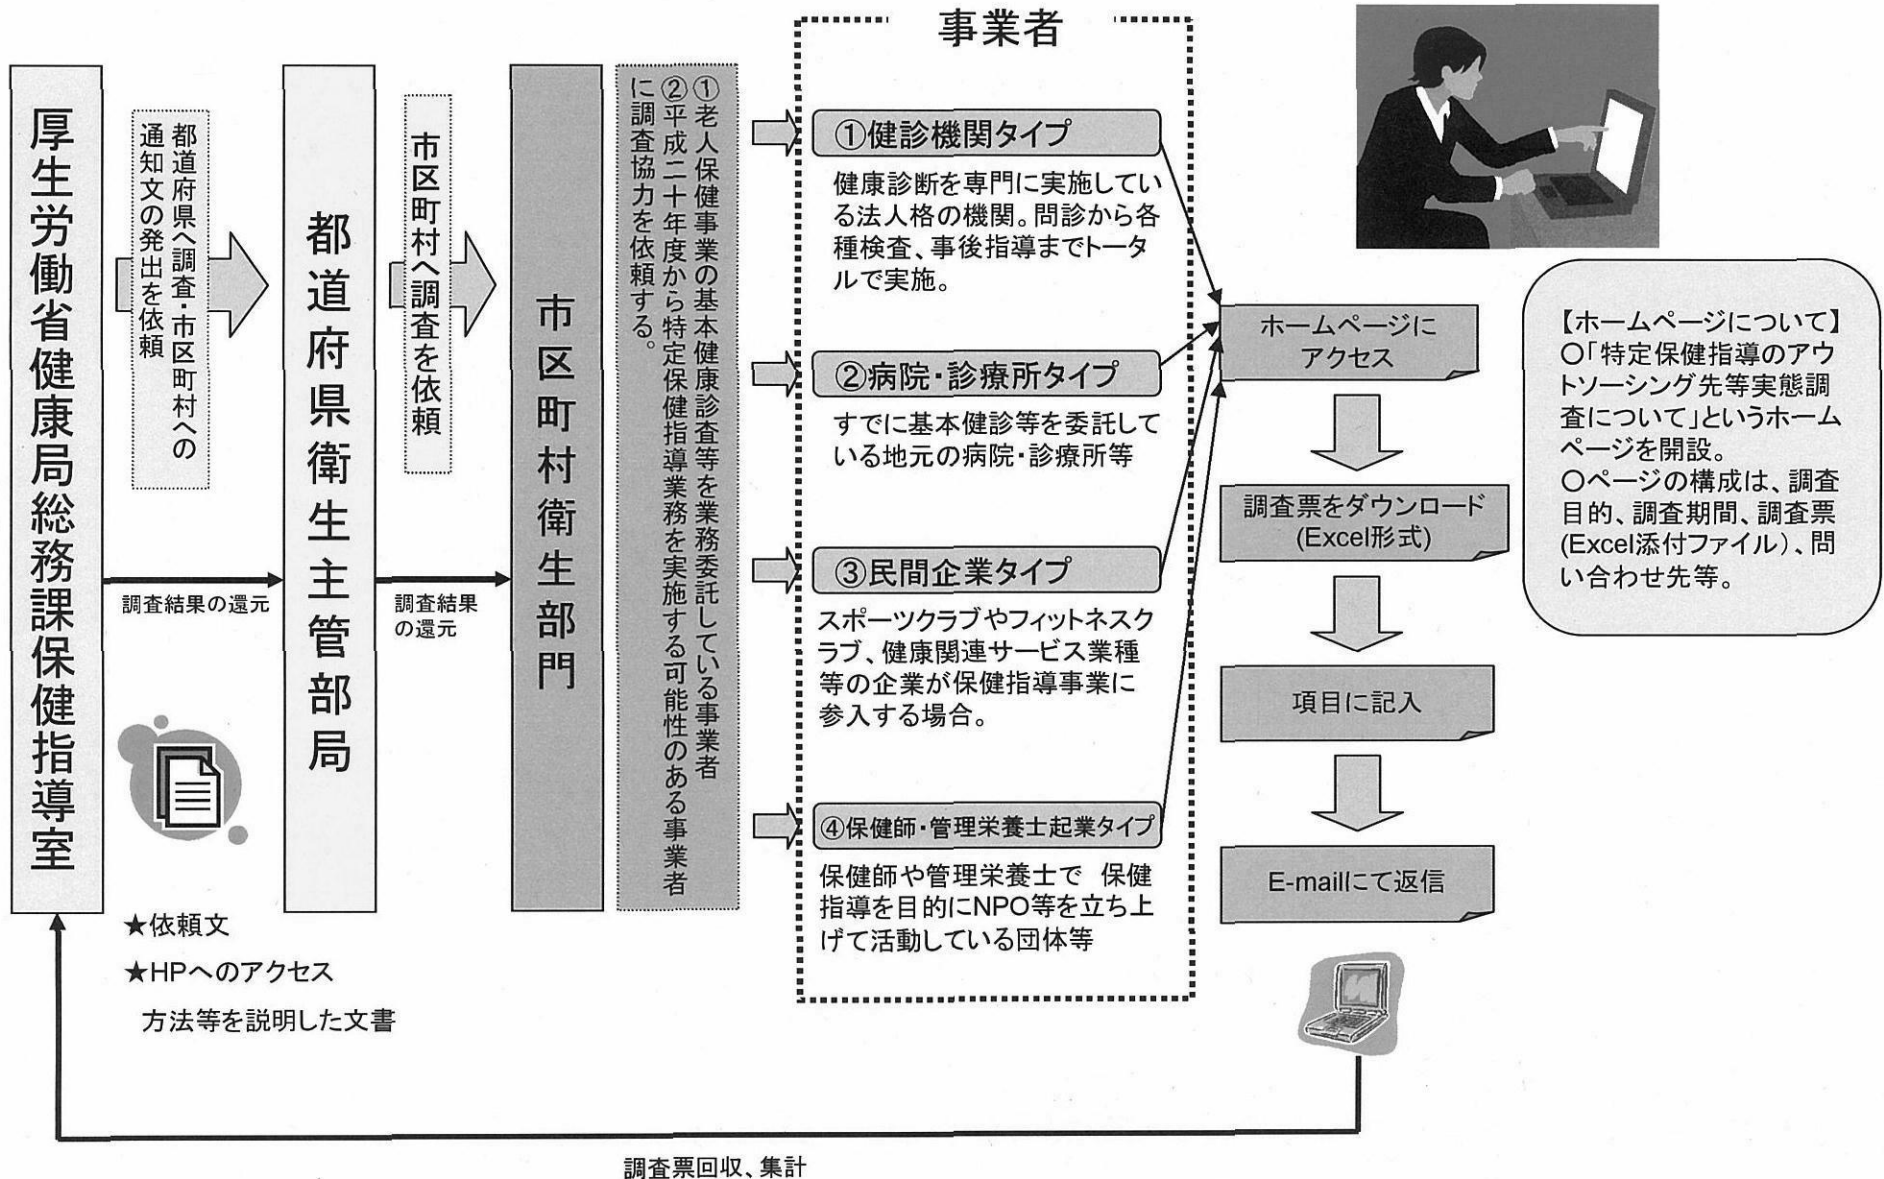 事業者
厚生労働省健康局総務課保健指導室
都道府県へ調査・市区町村への
通知文の発出を依頼
都道府県衛生主管部局
市区町村へ調査を依頼
市区町村衛生部門
①老人保健事業の基本健康診査等を業務委託している事業者
②平成二十年度から特定保健指導業務を実施する可能性のある事業者
に調査協力を依頼する。
調査結果の還元
調査結果
の還元
★依頼文
★HPへのアクセス
方法等を説明した文書
①健診機関タイプ
健康診断を専門に実施してい
る法人格の機関。問診から各
種検査、事後指導までトータ
ルで実施。
②病院・診療所タイプ
すでに基本健診等を委託して
いる地元の病院・診療所等
③民間企業タイプ
スポーツクラブやフィットネスク
ラブ、健康関連サービス業種
等の企業が保健指導事業に
参入する場合。
④保健師・管理栄養士起業タイプ
保健師や管理栄養士で 保健
指導を目的にNPO等を立ち上
げて活動している団体等
ホームページに
アクセス
調査票をダウンロード
(Excel形式)
項目に記入
E-mailにて返信
【ホームページについて】
○「特定保健指導のアウ
トソーシング先等実態調
査について」というホーム
ページを開設。
○ページの構成は、調査
目的、調査期間、調査票
(Excel添付ファイル)、問
い合わせ先等。
調査票回収、集計